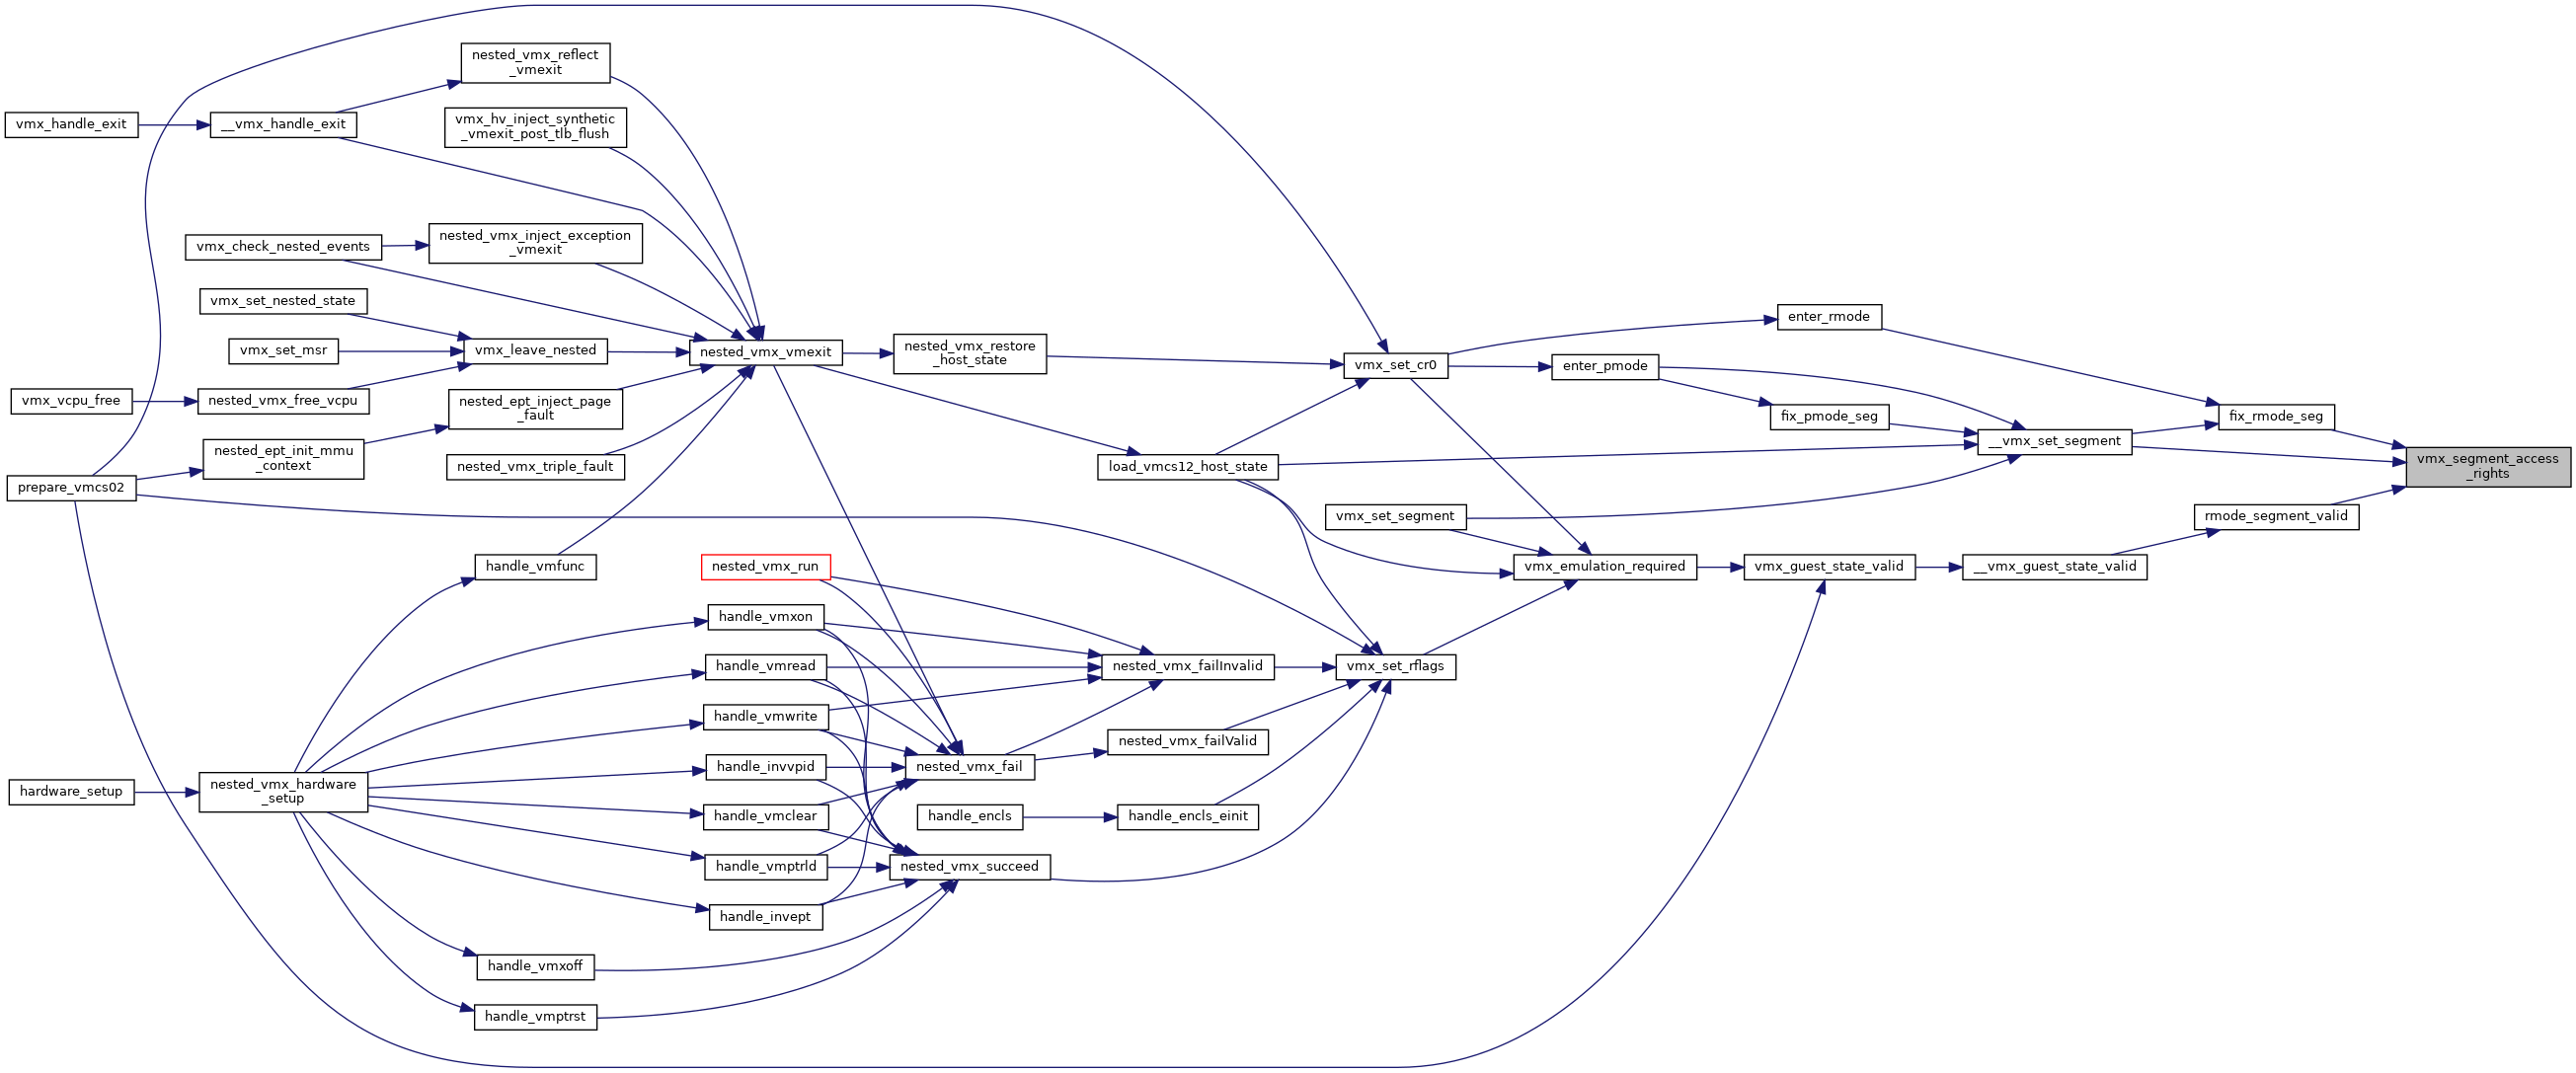 nested_vmx_reflect
_vmexit
vmx_hv_inject_synthetic
_vmexit_post_tlb_flush
vmx_handle_exit
__vmx_handle_exit
nested_vmx_inject_exception
_vmexit
vmx_check_nested_events
vmx_set_nested_state
vmx_set_msr
vmx_leave_nested
nested_vmx_vmexit
nested_vmx_restore
_host_state
vmx_set_cr0
enter_rmode
enter_pmode
vmx_vcpu_free
nested_vmx_free_vcpu
nested_ept_inject_page
_fault
fix_pmode_seg
fix_rmode_seg
__vmx_set_segment
nested_ept_init_mmu
_context
nested_vmx_triple_fault
load_vmcs12_host_state
vmx_segment_access
_rights
prepare_vmcs02
vmx_set_segment
rmode_segment_valid
handle_vmfunc
nested_vmx_run
vmx_emulation_required
vmx_guest_state_valid
__vmx_guest_state_valid
handle_vmxon
handle_vmread
nested_vmx_failInvalid
vmx_set_rflags
handle_vmwrite
nested_vmx_failValid
handle_invvpid
nested_vmx_fail
hardware_setup
nested_vmx_hardware
_setup
handle_vmclear
handle_encls
handle_encls_einit
handle_vmptrld
nested_vmx_succeed
handle_invept
handle_vmxoff
handle_vmptrst